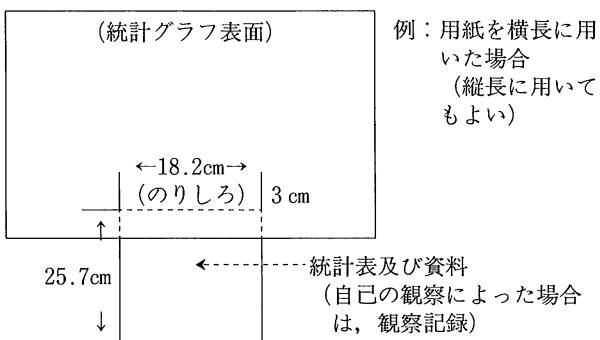 (統計グラフ表面)
例：用紙を横長に用
いた場合
(縦長に用いて
もよい)
←18.2cm→
(のりしろ)
3cm
25.7cm
統計表及び資料
(自己の観察によった場合
は，観察記録)